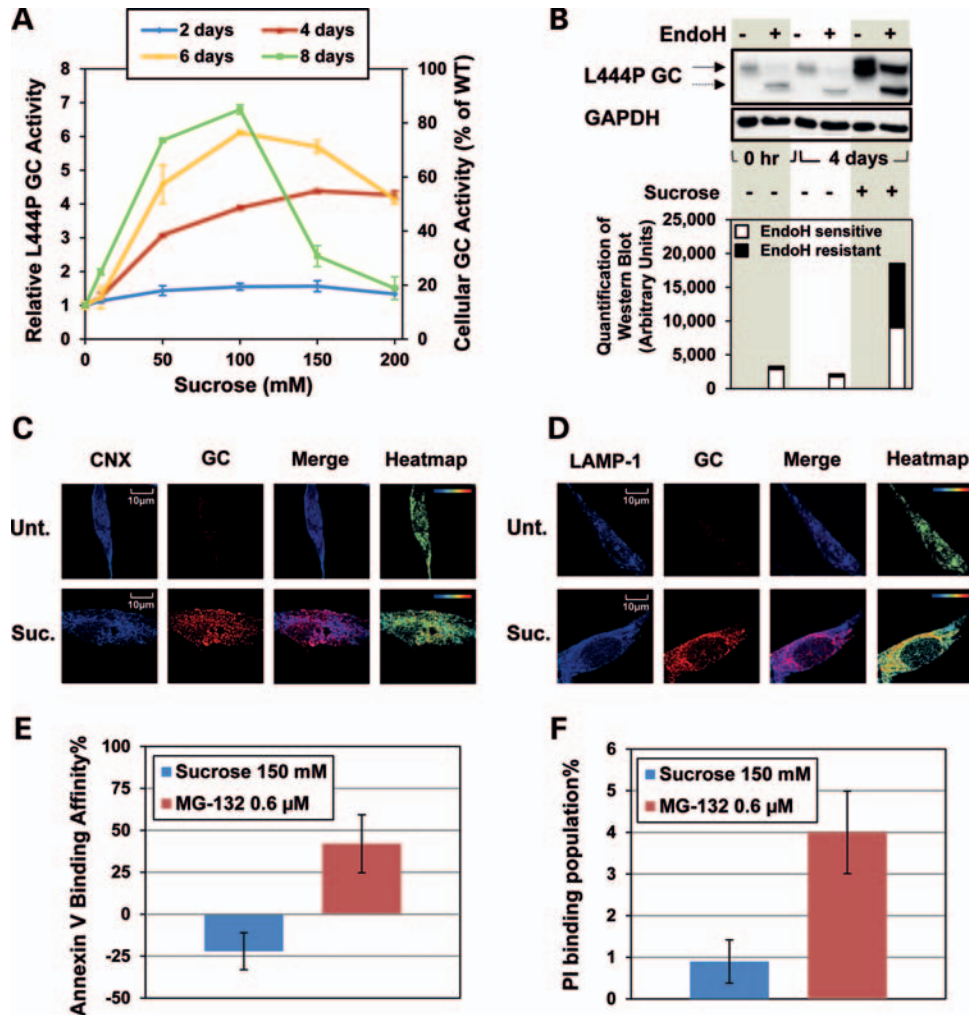 A
2 days
4 days
6 days
8 days
Relative L444P GC Activity
8
7
6
5
4
3
2
1
0
100
80
60
40
20
0
Cellular GC Activity (% of WT)
0 50 100 150 200
Sucrose (mM)
B
EndoH - + - + - +
L444P GC
GAPDH
0 hr 4 days
Sucrose - - - - + +
Quantification of
Western Blot
(Arbitrary Units)
25,000
20,000
15,000
10,000
5,000
0
EndoH sensitive
EndoH resistant
C
CNX GC Merge Heatmap
Unt.
10μm
Suc.
10μm
D
LAMP-1 GC Merge Heatmap
Unt.
10μm
Suc.
10μm
E
Annexin V Binding Affinity%
100
75
50
25
0
-25
-50
Sucrose 150 mM
MG-132 0.6 μM
F
PI binding population%
6
5
4
3
2
1
0
Sucrose 150 mM
MG-132 0.6 μM